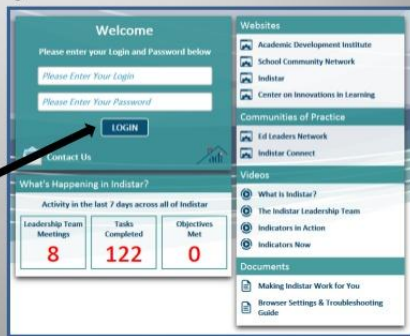 Welcome
Please enter your Login and Password below
Please Enter Your Login
Please Enter Your Password
LOGIN
Contact Us
adi
What's Happening in Indistar?
Activity in the last 7 days across all of Indistar
Leadership Team Meetings
8
Tasks Completed
122
Objectives Met
0
Websites
Academic Development Institute
School Community Network
Indistar
Center on Innovations in Learning
Communities of Practice
Ed Leaders Network
Indistar Connect
Videos
What is Indistar?
The Indistar Leadership Team
Indicators in Action
Indicators Now
Documents
Making Indistar Work for You
Browser Settings & Troubleshooting
Guide